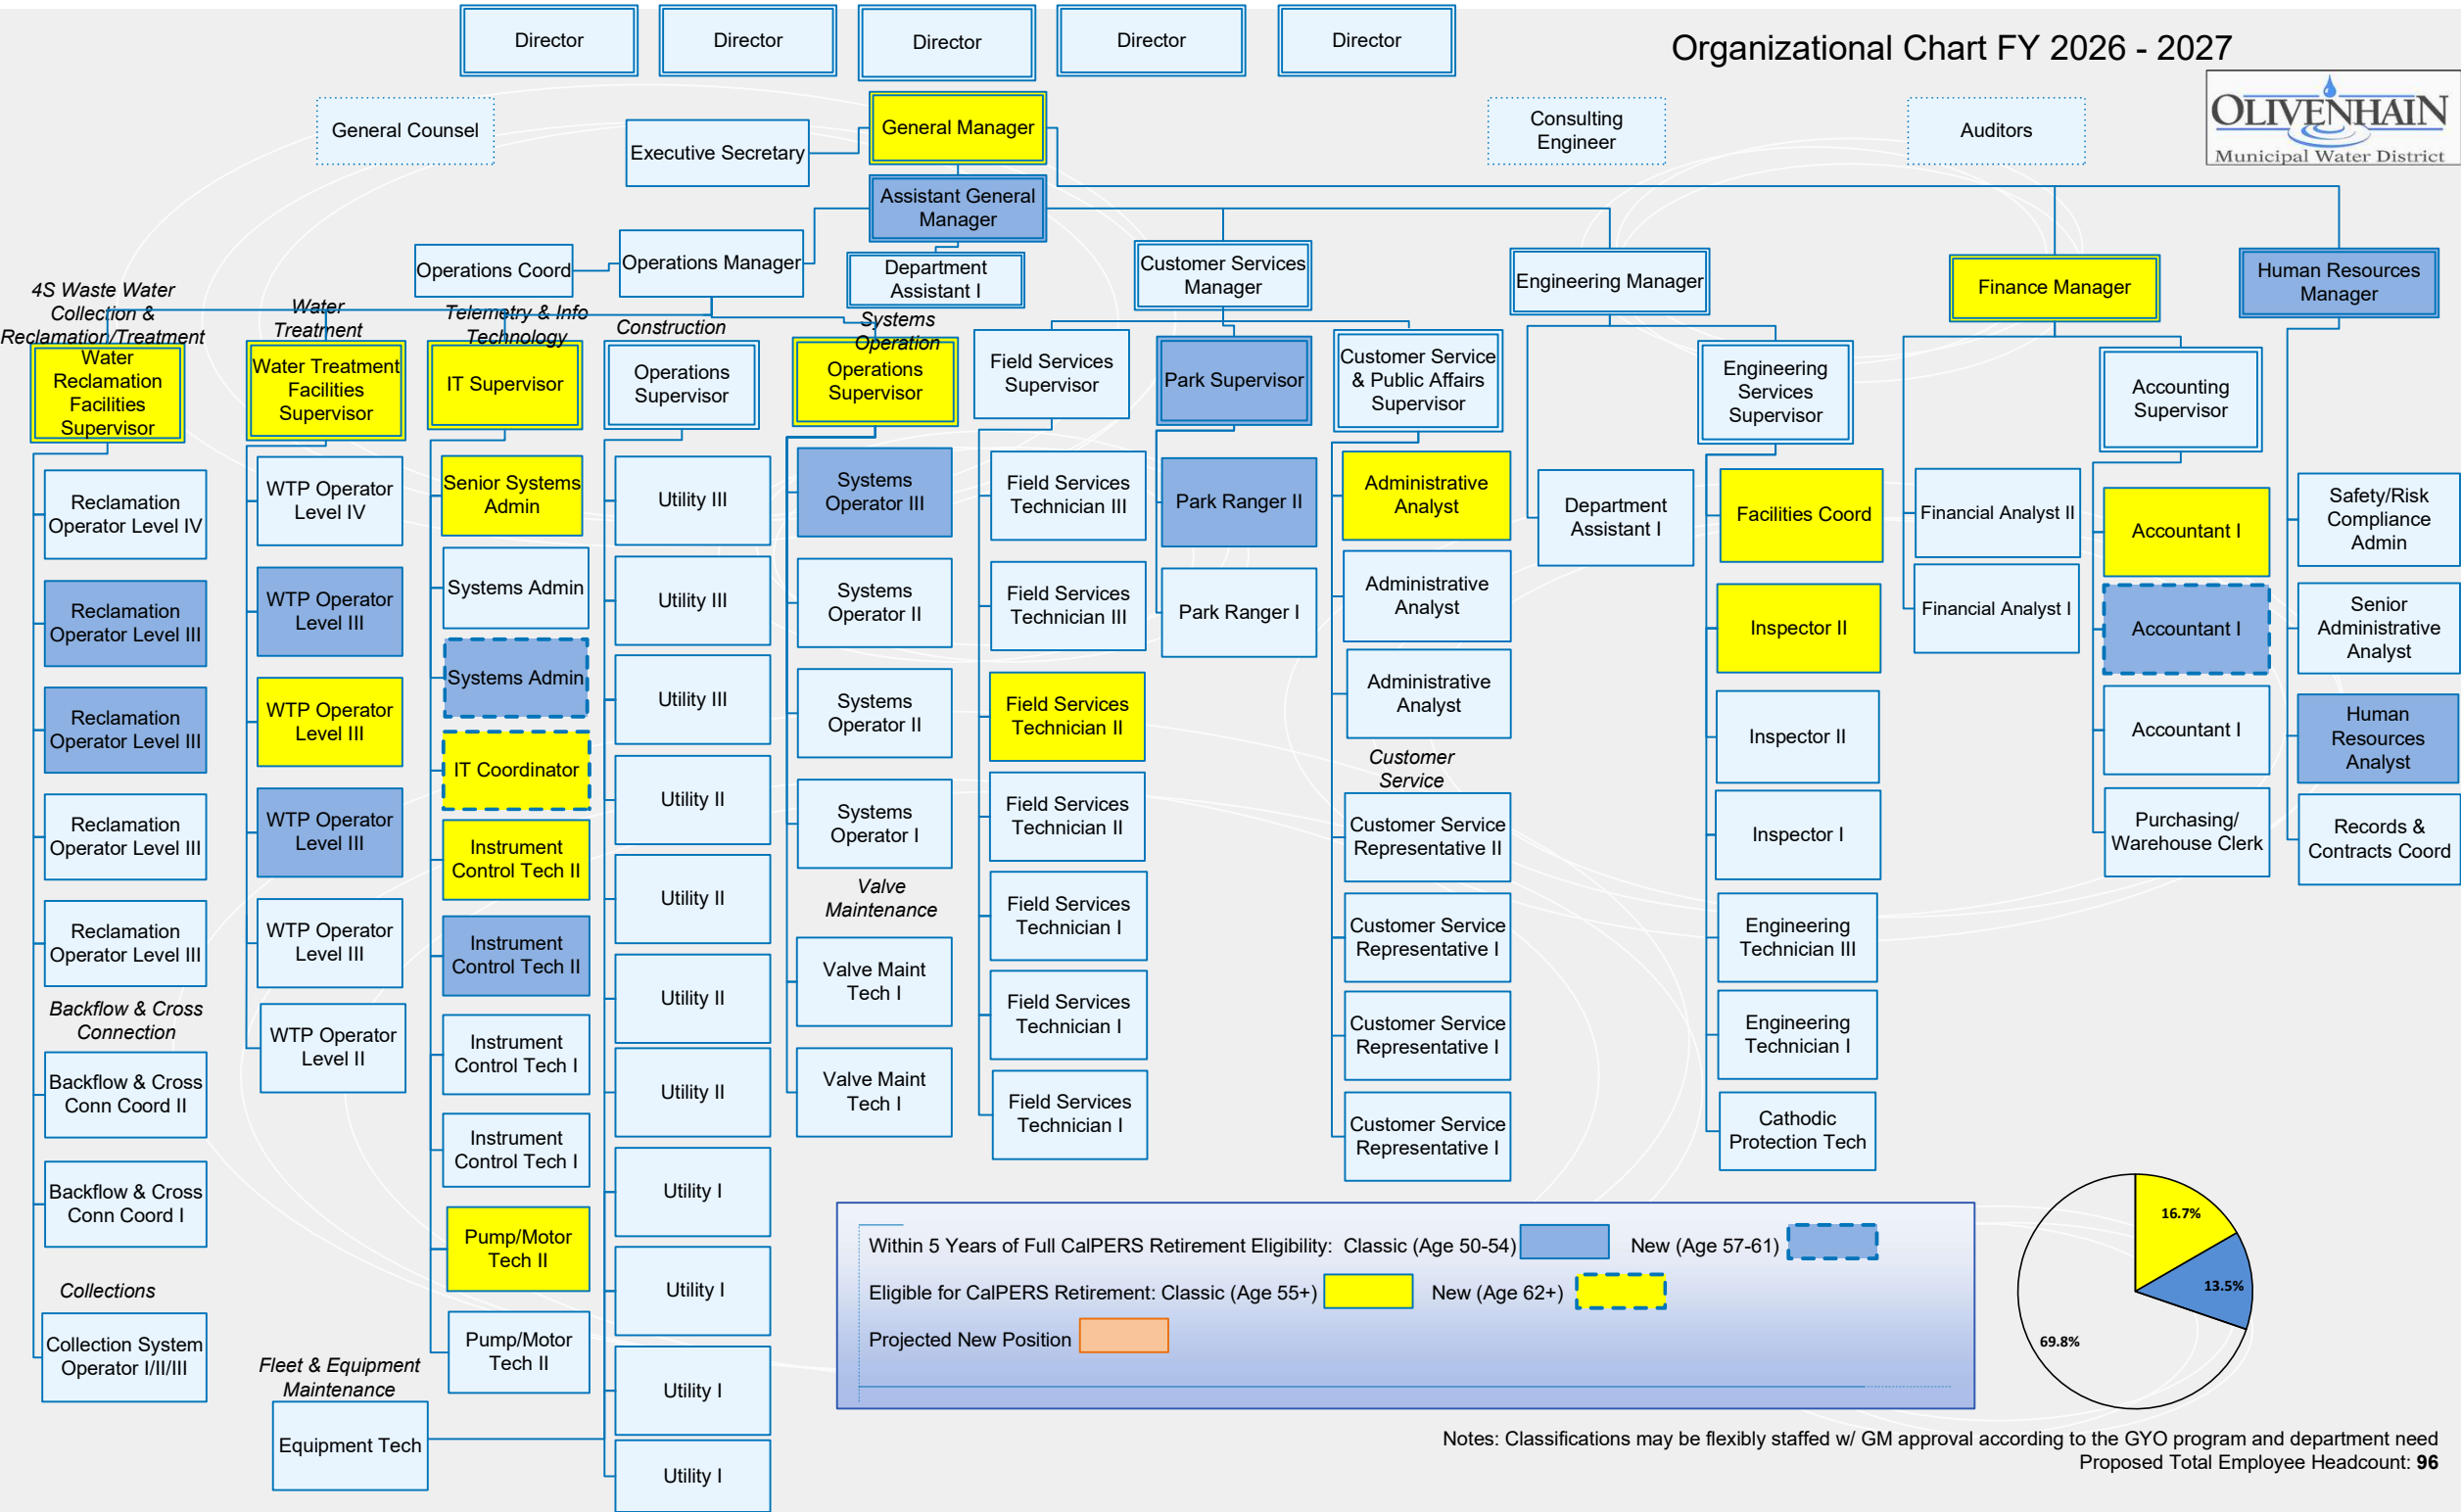 Director
Director
Director
Director
Director
Organizational Chart FY 2026 - 2027
OLIVENHAIN
Municipal Water District
General Counsel
Executive Secretary
General Manager
Consulting
Engineer
Auditors
Assistant General
Manager
Operations Coord
Operations Manager
Department
Assistant I
Customer Services
Manager
Engineering Manager
Finance Manager
Human Resources
Manager
4S Waste Water
Collection &
Reclamation/Treatment
Water
Reclamation
Facilities
Supervisor
Reclamation
Operator Level IV
Reclamation
Operator Level III
Reclamation
Operator Level III
Reclamation
Operator Level III
Reclamation
Operator Level III
Backflow & Cross
Connection
Backflow & Cross
Conn Coord II
Backflow & Cross
Conn Coord I
Collections
Collection System
Operator I/II/III
Water
Treatment
Water Treatment
Facilities
Supervisor
WTP Operator
Level IV
WTP Operator
Level III
WTP Operator
Level III
WTP Operator
Level III
WTP Operator
Level III
WTP Operator
Level II
Fleet & Equipment
Maintenance
Equipment Tech
Telemetry & Info
Technology
IT Supervisor
Senior Systems
Admin
Systems Admin
Systems Admin
IT Coordinator
Instrument
Control Tech II
Instrument
Control Tech II
Instrument
Control Tech I
Instrument
Control Tech I
Pump/Motor
Tech II
Pump/Motor
Tech II
Construction
Operations
Supervisor
Utility III
Utility III
Utility III
Utility II
Utility II
Utility II
Utility II
Utility I
Utility I
Utility I
Utility I
Systems
Operation
Operations
Supervisor
Systems
Operator III
Systems
Operator II
Systems
Operator II
Systems
Operator I
Valve
Maintenance
Valve Maint
Tech I
Valve Maint
Tech I
Field Services
Supervisor
Field Services
Technician III
Field Services
Technician III
Field Services
Technician II
Field Services
Technician II
Field Services
Technician I
Field Services
Technician I
Field Services
Technician I
Park Supervisor
Park Ranger II
Park Ranger I
Customer Service
& Public Affairs
Supervisor
Administrative
Analyst
Administrative
Analyst
Administrative
Analyst
Customer
Service
Customer Service
Representative II
Customer Service
Representative I
Customer Service
Representative I
Customer Service
Representative I
Department
Assistant I
Engineering
Services
Supervisor
Facilities Coord
Inspector II
Inspector II
Inspector I
Engineering
Technician III
Engineering
Technician I
Cathodic
Protection Tech
Financial Analyst II
Financial Analyst I
Accounting
Supervisor
Accountant I
Accountant I
Accountant I
Purchasing/
Warehouse Clerk
Safety/Risk
Compliance
Admin
Senior
Administrative
Analyst
Human
Resources
Analyst
Records &
Contracts Coord
Within 5 Years of Full CalPERS Retirement Eligibility: Classic (Age 50-54) New (Age 57-61)
Eligible for CalPERS Retirement: Classic (Age 55+) New (Age 62+)
Projected New Position
16.7%
13.5%
69.8%
Notes: Classifications may be flexibly staffed w/ GM approval according to the GYO program and department need
Proposed Total Employee Headcount: 96